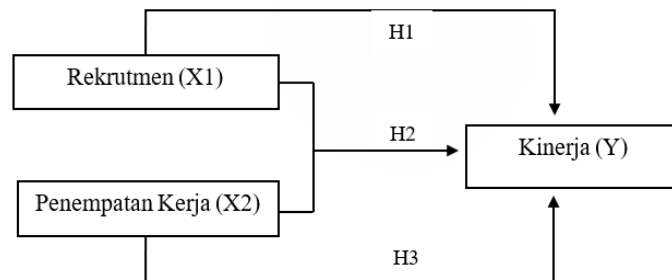 H1
Rekrutmen (X1)
H2
Kinerja (Y)
Penempatan Kerja (X2)
H3